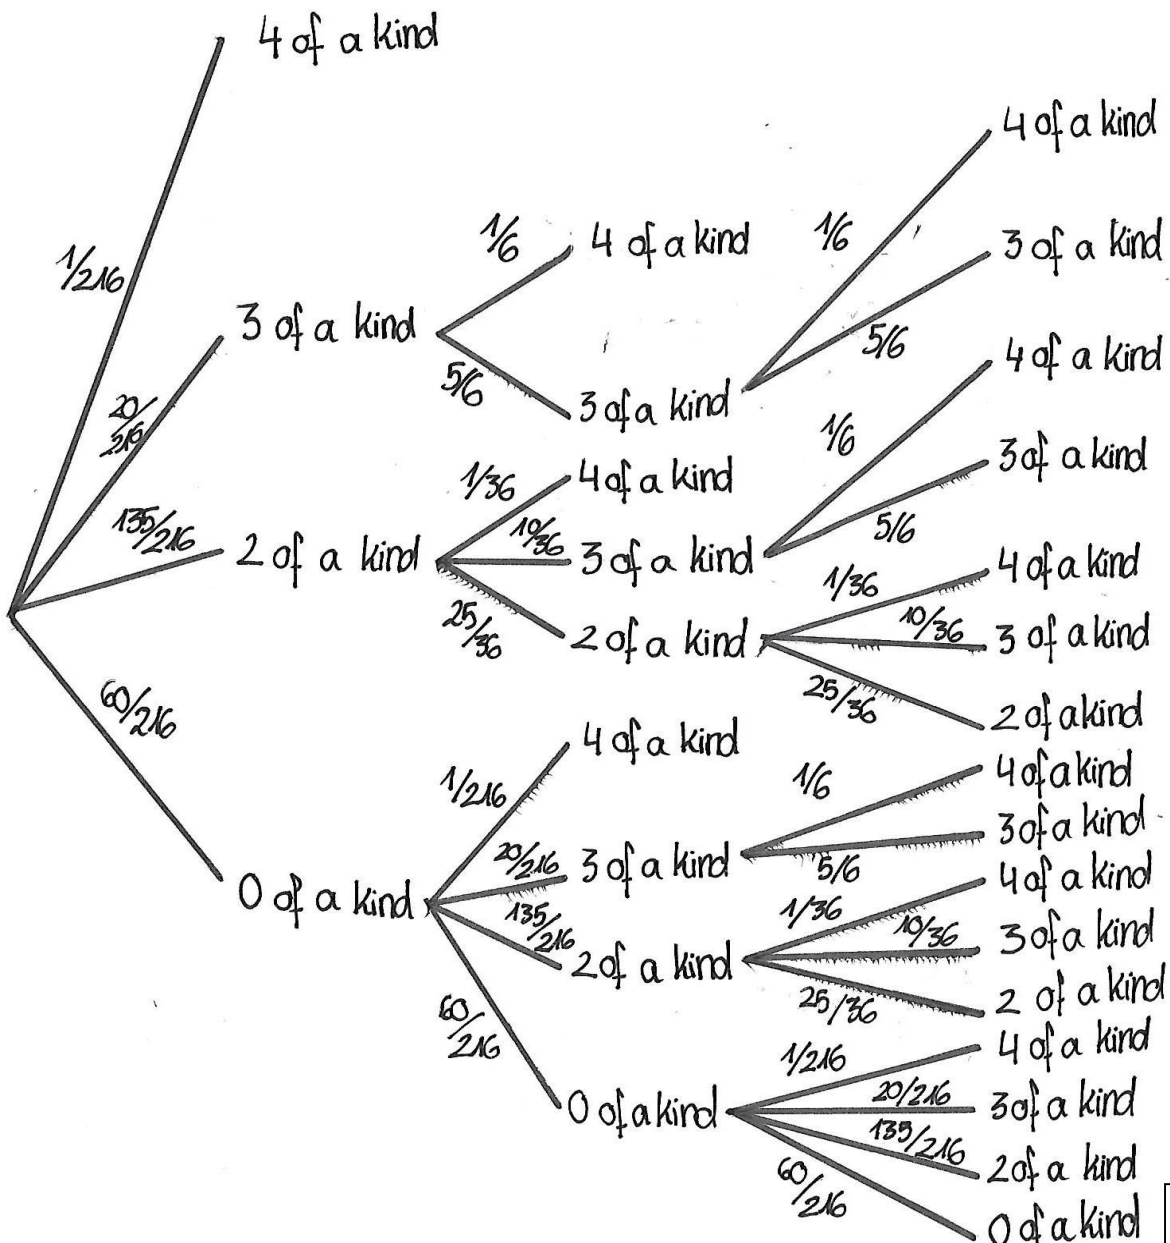 4 of a kind
1/216
20/216
135/216
60/216
3 of a kind
2 of a kind
0 of a kind
1/6
5/6
4 of a kind
3 of a kind
1/36
10/36
25/36
4 of a kind
3 of a kind
2 of a kind
1/216
20/216
135/216
60/216
4 of a kind
3 of a kind
2 of a kind
0 of a kind
1/6
5/6
4 of a kind
3 of a kind
1/6
5/6
4 of a kind
3 of a kind
1/36
10/36
25/36
4 of a kind
3 of a kind
2 of a kind
1/6
5/6
4 of a kind
3 of a kind
1/36
10/36
25/36
4 of a kind
3 of a kind
2 of a kind
1/216
20/216
135/216
60/216
4 of a kind
3 of a kind
2 of a kind
0 of a kind